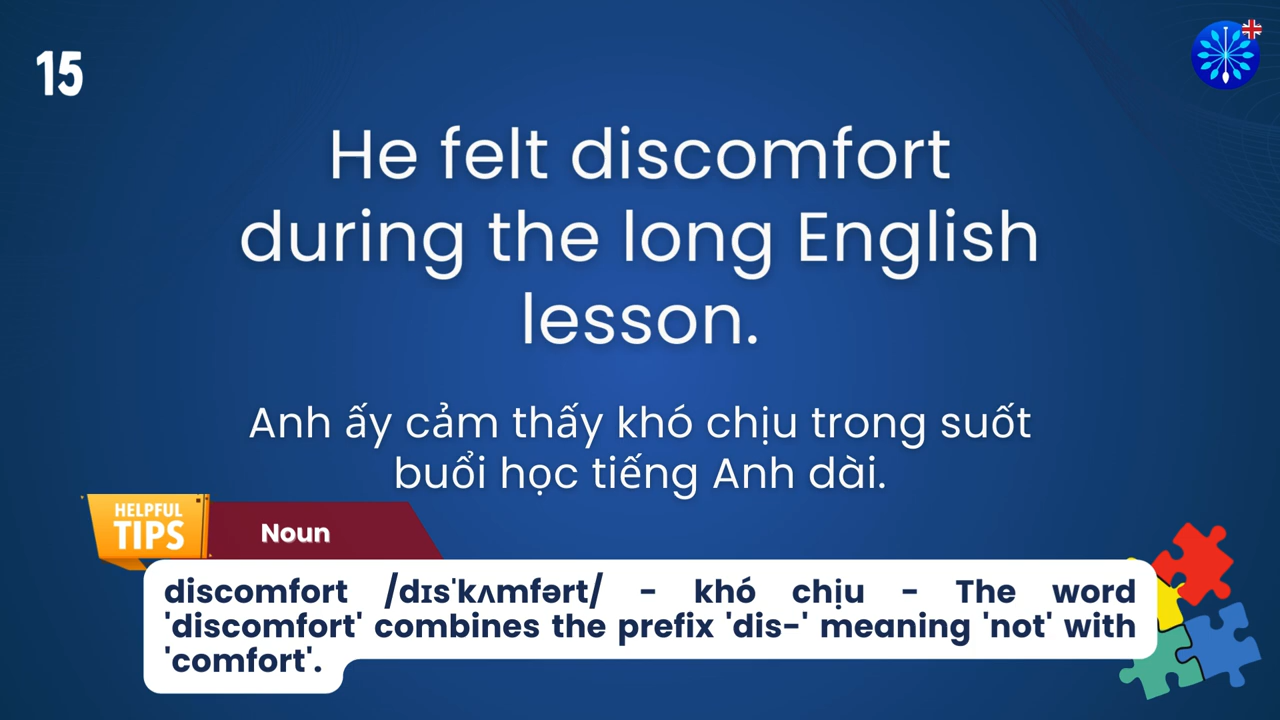 15
He felt discomfort
during the long English
lesson.
Anh ấy cảm thấy khó chịu trong suốt
buổi học tiếng Anh dài.
HELPFUL
TIPS
Noun
discomfort /dɪsˈkʌmfərt/ - khó chịu - The word
'discomfort' combines the prefix 'dis-' meaning 'not' with
'comfort'.